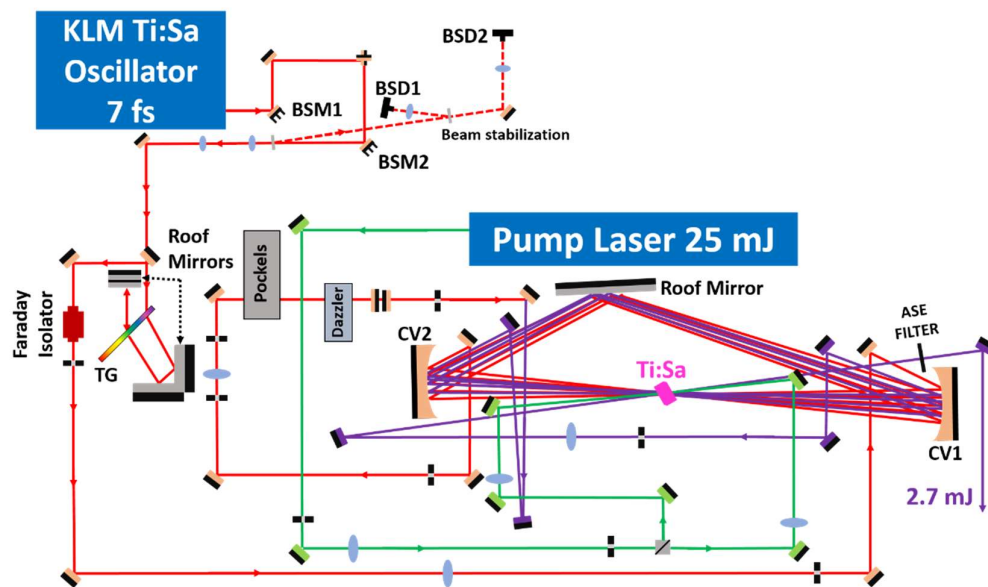 KLM Ti:Sa
Oscillator
7 fs
BSD2
BSD1
BSM1
Beam stabilization
BSM2
Pump Laser 25 mJ
Roof
Mirrors
Pockels
Dazzler
Roof Mirror
ASE
FILTER
Faraday
Isolator
CV2
Ti:Sa
TG
CV1
2.7 mJ